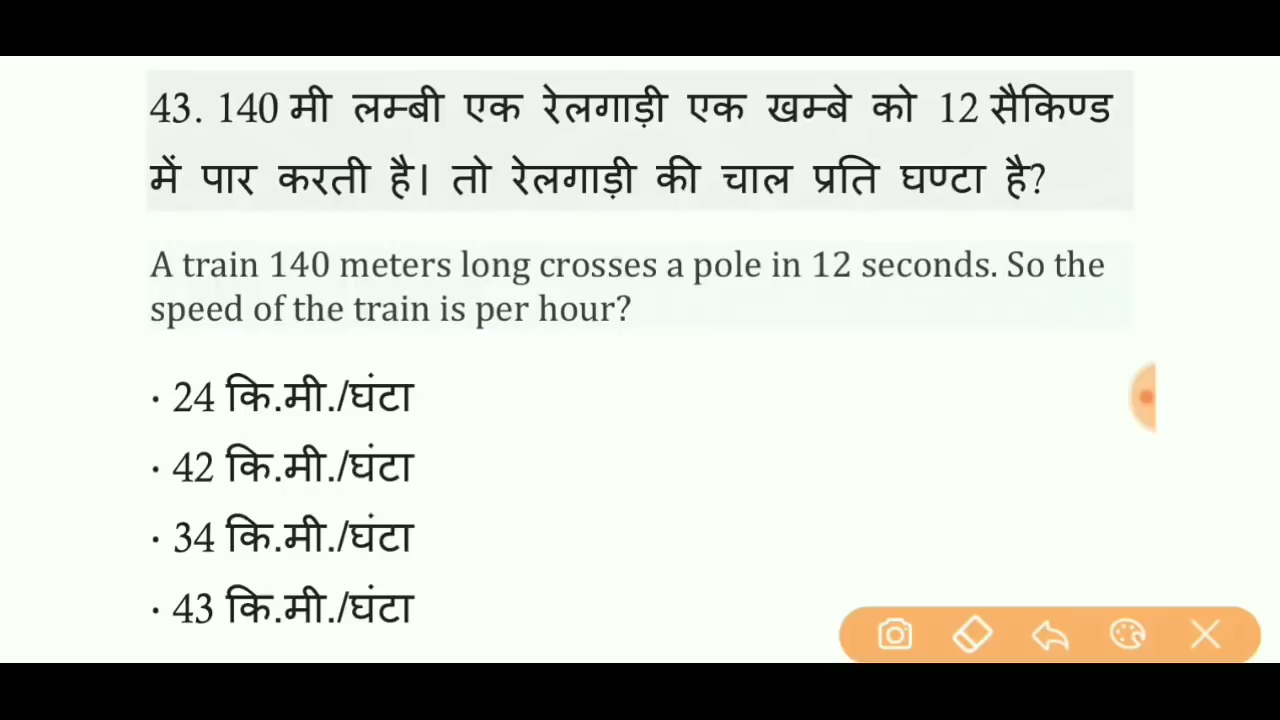 43. 140 मी लम्बी एक रेलगाड़ी एक खम्बे को 12 सैकिण्ड
में पार करती है। तो रेलगाड़ी की चाल प्रति घण्टा है?
A train 140 meters long crosses a pole in 12 seconds. So the
speed of the train is per hour?
· 24 कि.मी./घंटा
· 42 कि.मी./घंटा
· 34 कि.मी./घंटा
· 43 कि.मी./घंटा